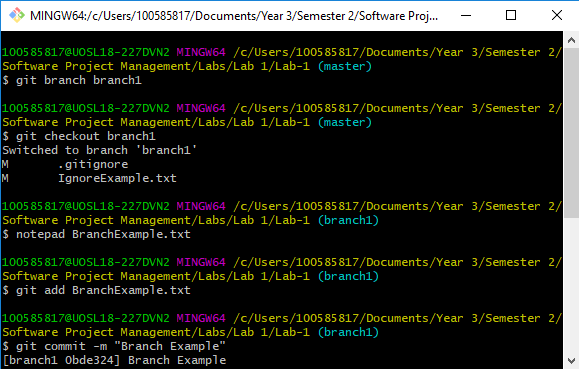 MINGW64:/c/Users/100585817/Documents/Year 3/Semester 2/Software Proj...
100585817@UOSL18-227DVN2 MINGW64 /c/Users/100585817/Documents/Year 3/Semester 2/
Software Project Management/Labs/Lab 1/Lab-1 (master)
$ git branch branch1
100585817@UOSL18-227DVN2 MINGW64 /c/Users/100585817/Documents/Year 3/Semester 2/
Software Project Management/Labs/Lab 1/Lab-1 (master)
$ git checkout branch1
Switched to branch 'branch1'
M       .gitignore
M       IgnoreExample.txt
100585817@UOSL18-227DVN2 MINGW64 /c/Users/100585817/Documents/Year 3/Semester 2/
Software Project Management/Labs/Lab 1/Lab-1 (branch1)
$ notepad BranchExample.txt
100585817@UOSL18-227DVN2 MINGW64 /c/Users/100585817/Documents/Year 3/Semester 2/
Software Project Management/Labs/Lab 1/Lab-1 (branch1)
$ git add BranchExample.txt
100585817@UOSL18-227DVN2 MINGW64 /c/Users/100585817/Documents/Year 3/Semester 2/
Software Project Management/Labs/Lab 1/Lab-1 (branch1)
$ git commit -m "Branch Example"
[branch1 0bde324] Branch Example